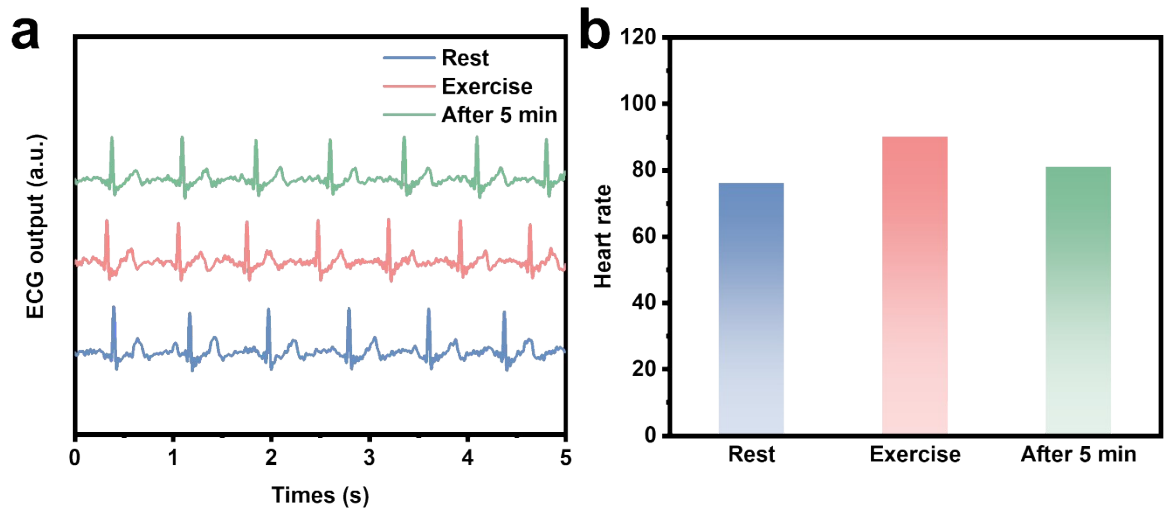 a
Rest
Exercise
After 5 min
ECG output (a.u.)
0 1 2 3 4 5
Times (s)
b
120
100
80
60
40
20
0
Heart rate
Rest Exercise After 5 min